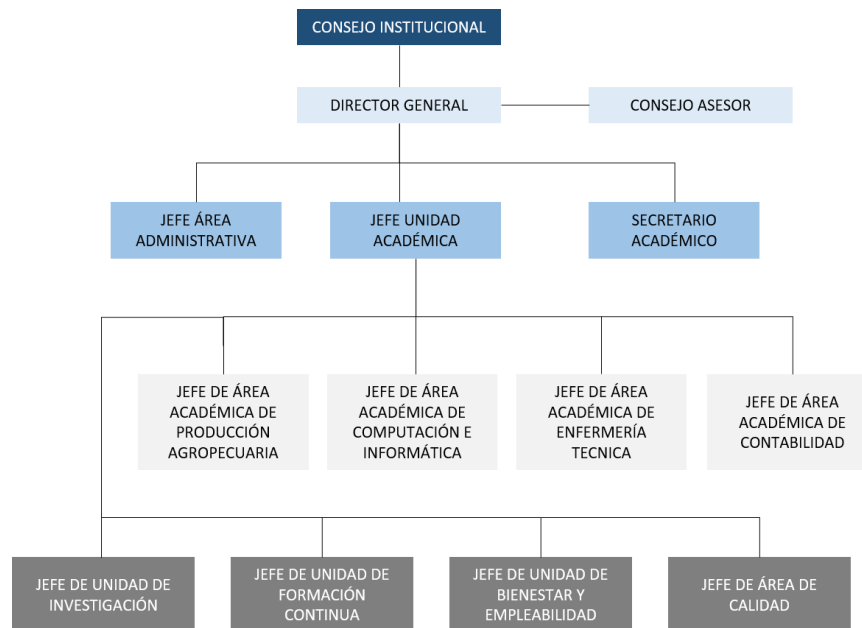 CONSEJO INSTITUCIONAL
DIRECTOR GENERAL
CONSEJO ASESOR
JEFE ÁREA
ADMINISTRATIVA
JEFE UNIDAD
ACADÉMICA
SECRETARIO
ACADÉMICO
JEFE DE ÁREA
ACADÉMICA DE
PRODUCCIÓN
AGROPECUARIA
JEFE DE ÁREA
ACADÉMICA DE
COMPUTACIÓN E
INFORMÁTICA
JEFE DE ÁREA
ACADÉMICA DE
ENFERMERÍA
TECNICA
JEFE DE ÁREA
ACADÉMICA DE
CONTABILIDAD
JEFE DE UNIDAD DE
INVESTIGACIÓN
JEFE DE UNIDAD DE
FORMACIÓN
CONTINUA
JEFE DE UNIDAD DE
BIENESTAR Y
EMPLEABILIDAD
JEFE DE ÁREA DE
CALIDAD